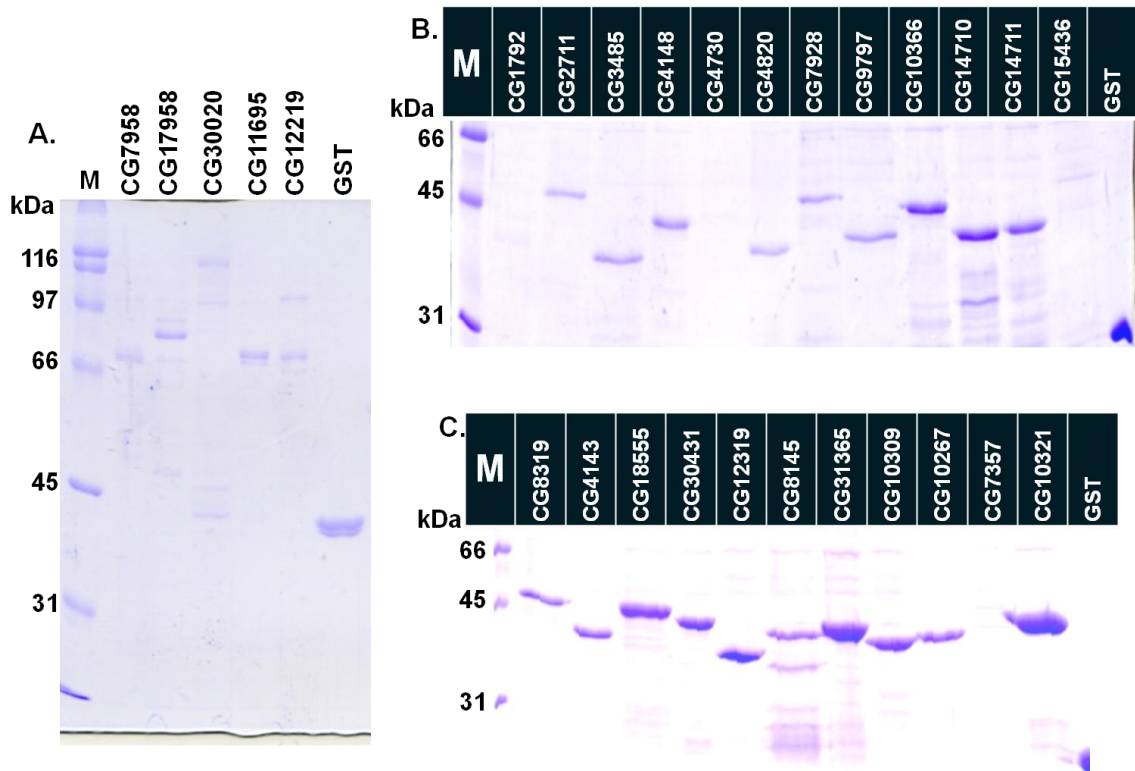 A.
M
CG7958
CG17958
CG30020
CG11695
CG12219
GST
kDa
116
97
66
45
31
B.
M
CG1792
CG2711
CG3485
CG4148
CG4730
CG4820
CG7928
CG9797
CG10366
CG14710
CG14711
CG15436
GST
kDa
66
45
31
C.
M
CG8319
CG4143
CG18555
CG30431
CG12319
CG8145
CG31365
CG10309
CG10267
CG7357
CG10321
GST
kDa
66
45
31